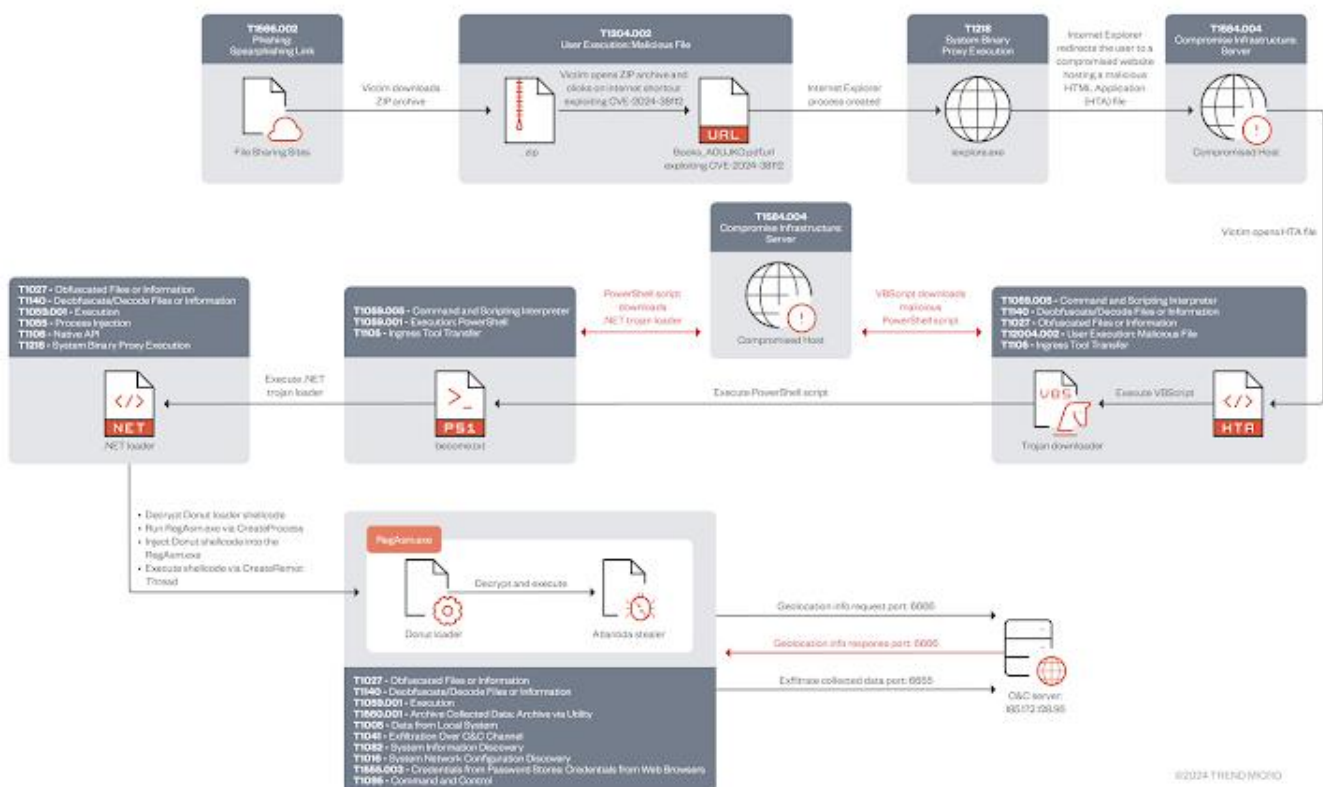 T1566.002
Phishing
Spearphishing Link
Victim downloads
ZIP archive
File Sharing Sites
T1204.002
User Execution: Malicious File
Victim opens ZIP archive and
clicks on internet shortcut
exploiting CVE-2024-38112
.zip
URL
exploiting CVE-2024-38112
Internet Explorer
process created
T1218
System Binary
Proxy Execution
iexplore.exe
Internet Explorer
redirects the user to a
compromised website
hosting a malicious
HTML Application
(HTA) file
T1584.004
Compromise Infrastructure:
Server
Compromised Host
Victim opens HTA file
T1584.004
Compromise Infrastructure:
Server
Compromised Host
PowerShell script
downloads
.NET trojan loader
VBScript downloads
malicious
PowerShell script
T1027 - Obfuscated Files or Information
T1140 - Deobfuscate/Decode Files or Information
T1059.001 - Execution
T1055 - Process Injection
T1106 - Native API
T1218 - System Binary Proxy Execution
NET
.NET loader
Execute .NET
trojan loader
T1059.005 - Command and Scripting Interpreter
T1059.001 - Execution: PowerShell
T1105 - Ingress Tool Transfer
PS1
become.txt
Execute PowerShell script
T1059.005 - Command and Scripting Interpreter
T1140 - Deobfuscate/Decode Files or Information
T1027 - Obfuscated Files or Information
T12004.002 - User Execution: Malicious File
T1105 - Ingress Tool Transfer
VBS
Trojan downloader
Execute VBScript
HTA
• Decrypt Donut loader shellcode
• Run RegAsm.exe via CreateProcess
• Inject Donut shellcode into the
RegAsm.exe
• Execute shellcode via CreateRemot
Thread
RegAsm.exe
Donut loader
Decrypt and execute
Atlantida stealer
T1027 - Obfuscated Files or Information
T1140 - Deobfuscate/Decode Files or Information
T1059.001 - Execution
T1560.001 - Archive Collected Data: Archive via Utility
T1005 - Data from Local System
T1041 - Exfiltration Over C&C Channel
T1082 - System Information Discovery
T1016 - System Network Configuration Discovery
T1555.003 - Credentials from Password Stores: Credentials from Web Browsers
T1095 - Command and Control
Geolocation info request port: 6666
Geolocation info response port: 6666
Exfiltrate collected data port: 6655
C&C server:
185.172.128.95
©2024 TREND MICRO